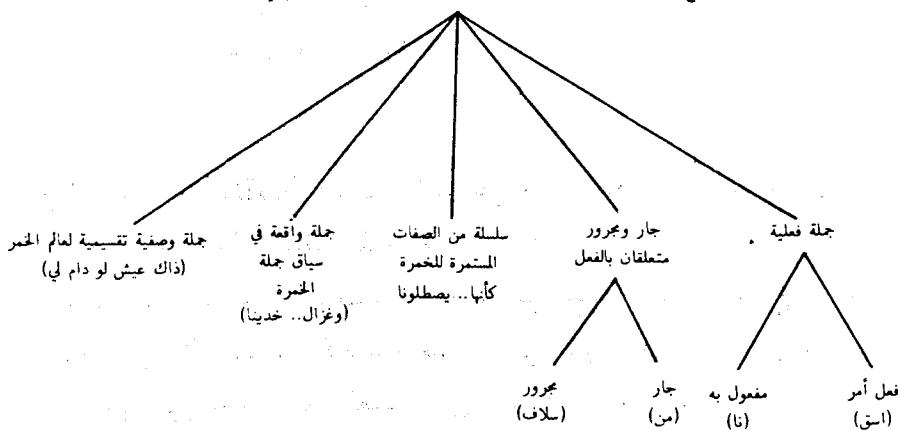 جملة فعلية
جار ومجرور
متعلقان بالفعل
سلسلة من الصفات
المستمرة للخمرة
كأنها.. يصطلونا
جملة واقعة في
سياق جملة
الخمرة
(وغزال.. خدينا)
جملة وصفية تقسيمية لعالم الخمر
(ذاك عيش لو دام لي)
فعل أمر
(اسق)
مفعول به
(نا)
جار
(من)
مجرور
(سلاف)